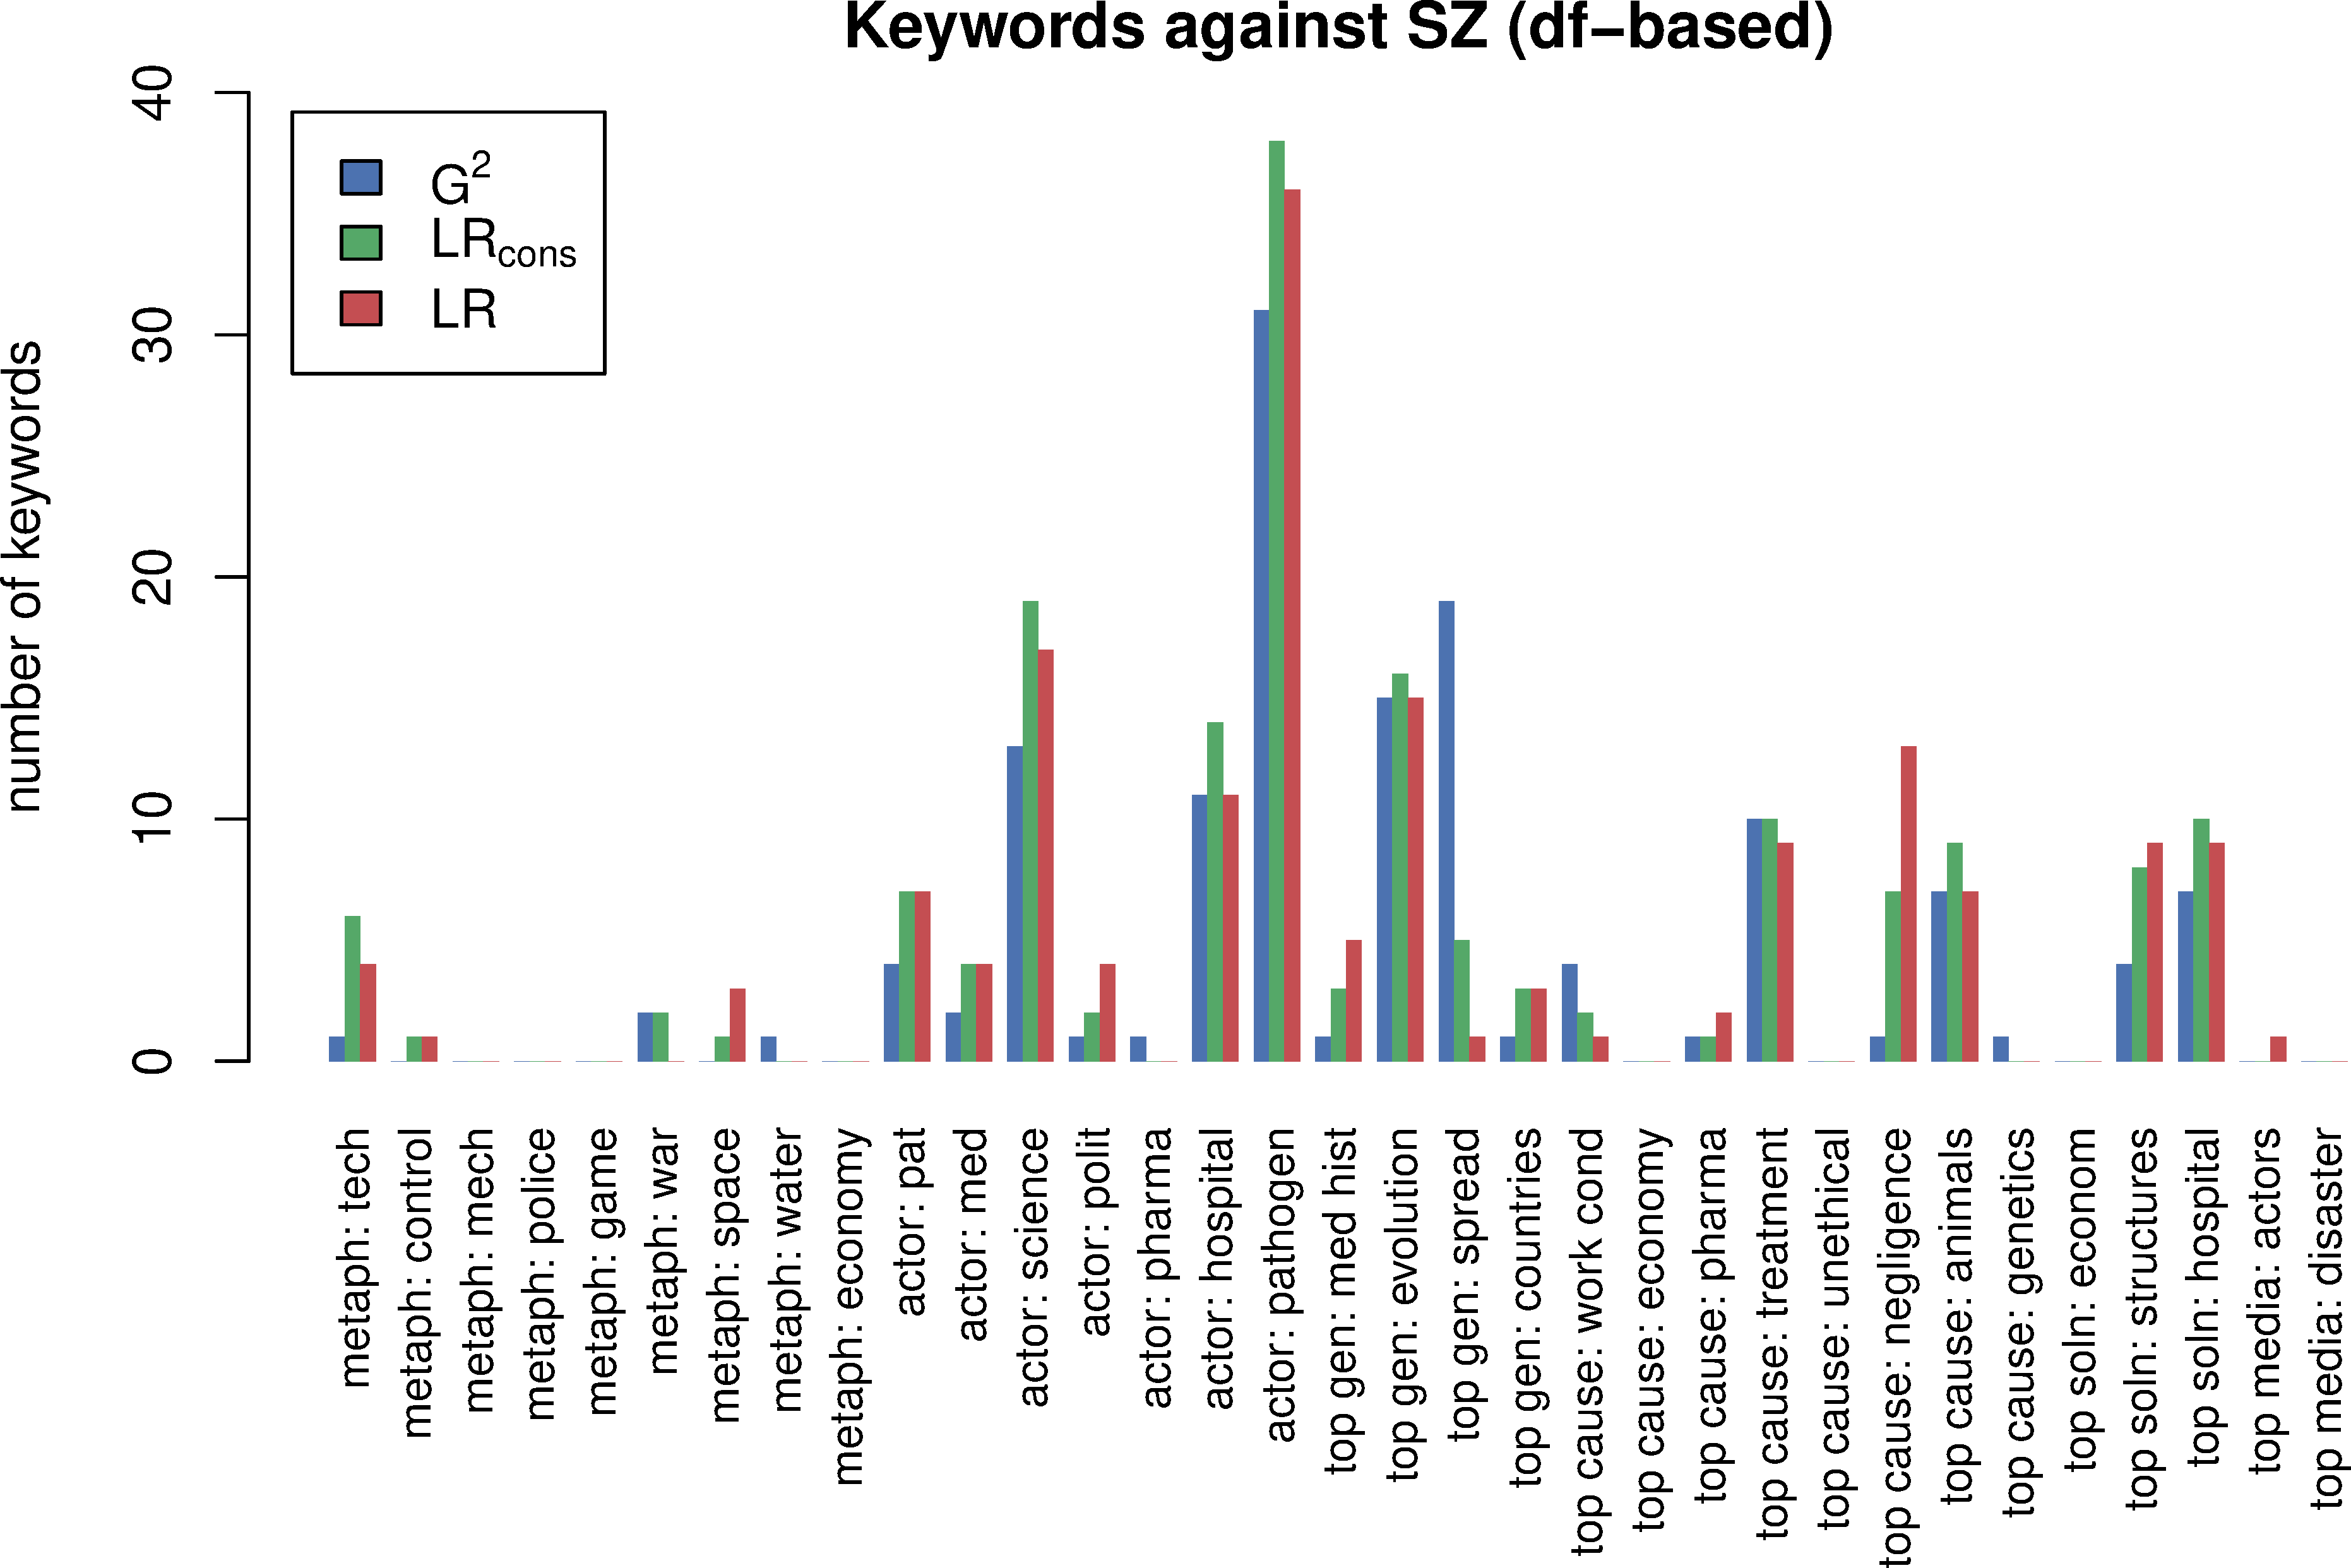 Keywords against SZ (df−based)
number of keywords
40
30
20
10
0
G²
LRcons
LR
metaph: tech
metaph: control
metaph: mech
metaph: police
metaph: game
metaph: war
metaph: space
metaph: water
metaph: economy
actor: pat
actor: med
actor: science
actor: polit
actor: pharma
actor: hospital
actor: pathogen
top gen: med hist
top gen: evolution
top gen: spread
top gen: countries
top cause: work cond
top cause: economy
top cause: pharma
top cause: treatment
top cause: unethical
top cause: negligence
top cause: animals
top cause: genetics
top soln: econom
top soln: structures
top soln: hospital
top media: actors
top media: disaster